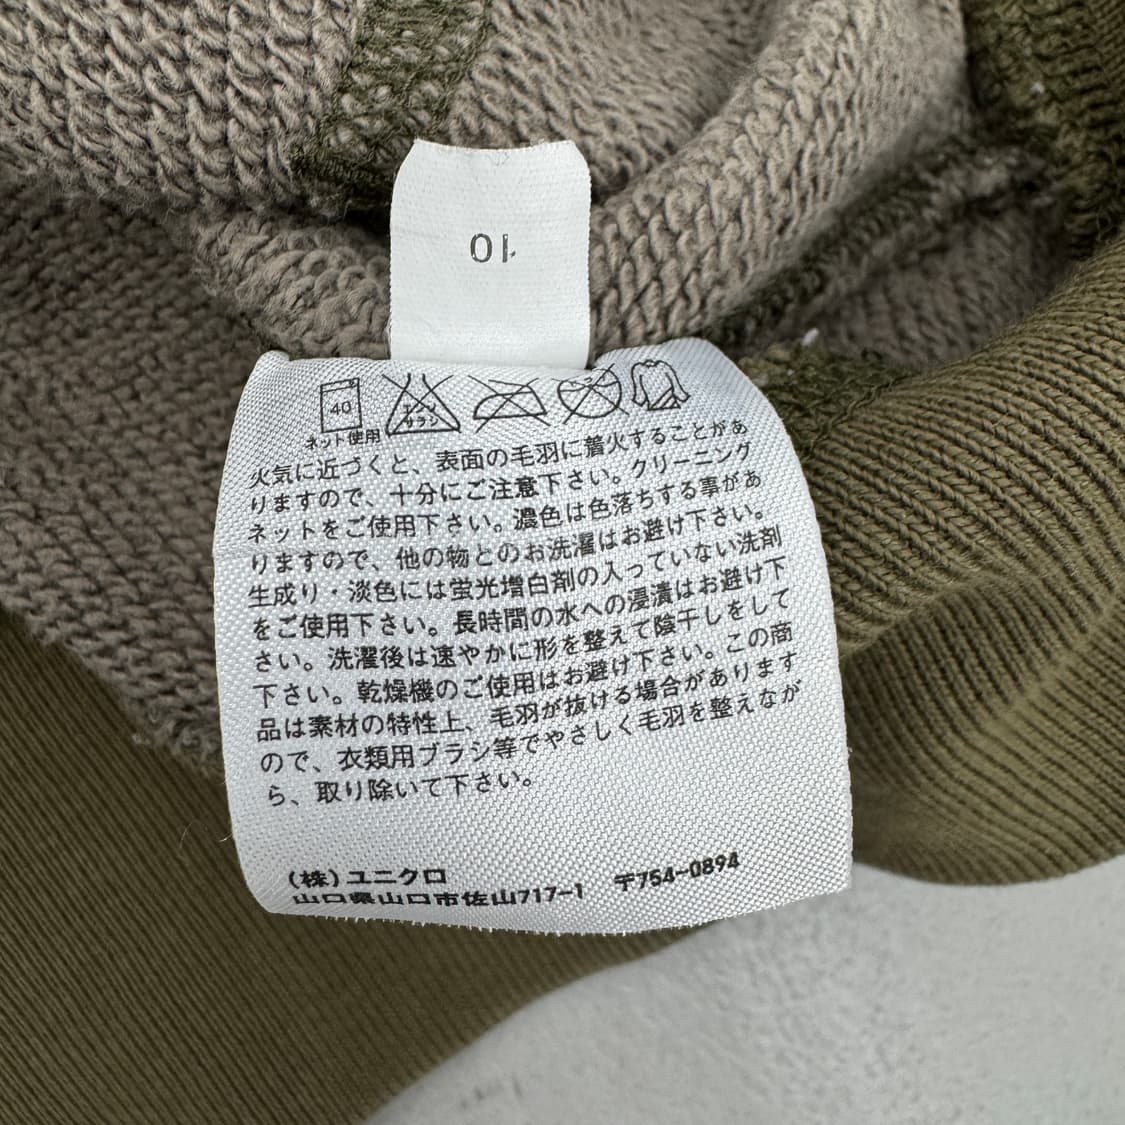 10
40
ネット使用
エンソ
サラシ
火気に近づくと、表面の毛羽に着火することがあ
りますので、十分にご注意下さい。クリーニング
ネットをご使用下さい。濃色は色落ちする事があ
りますので、他の物とのお洗濯はお避け下さい。
生成り・淡色には蛍光増白剤の入っていない洗剤
をご使用下さい。長時間の水への浸漬はお避け下
さい。洗濯後は速やかに形を整えて陰干しをして
下さい。乾燥機のご使用はお避け下さい。この商
品は素材の特性上、毛羽が抜ける場合があります
ので、衣類用ブラシ等でやさしく毛羽を整えなが
ら、取り除いて下さい。
(株)ユニクロ 〒754-0894
山口県山口市佐山717-1